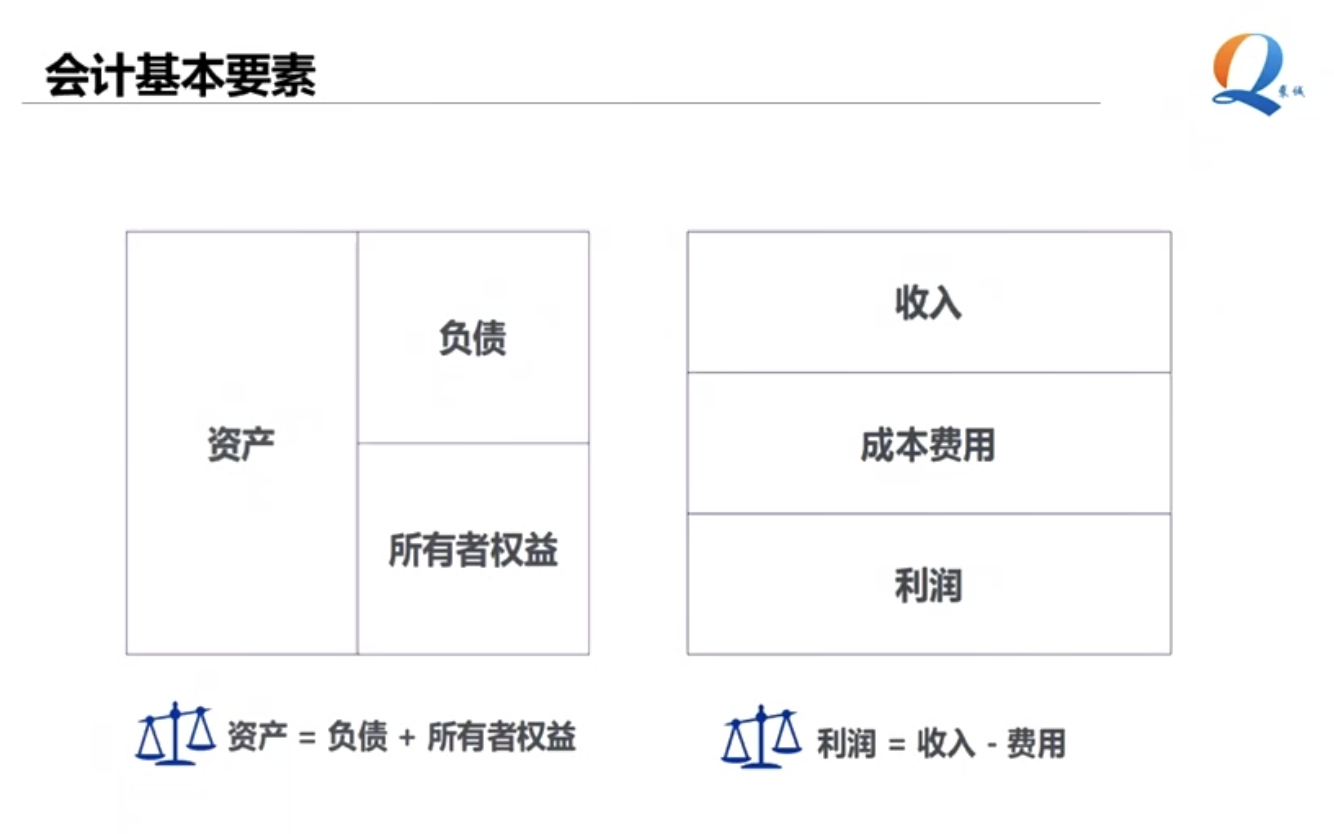 会计基本要素
资产
负债
所有者权益
收入
成本费用
利润
资产 = 负债 + 所有者权益
利润 = 收入 - 费用